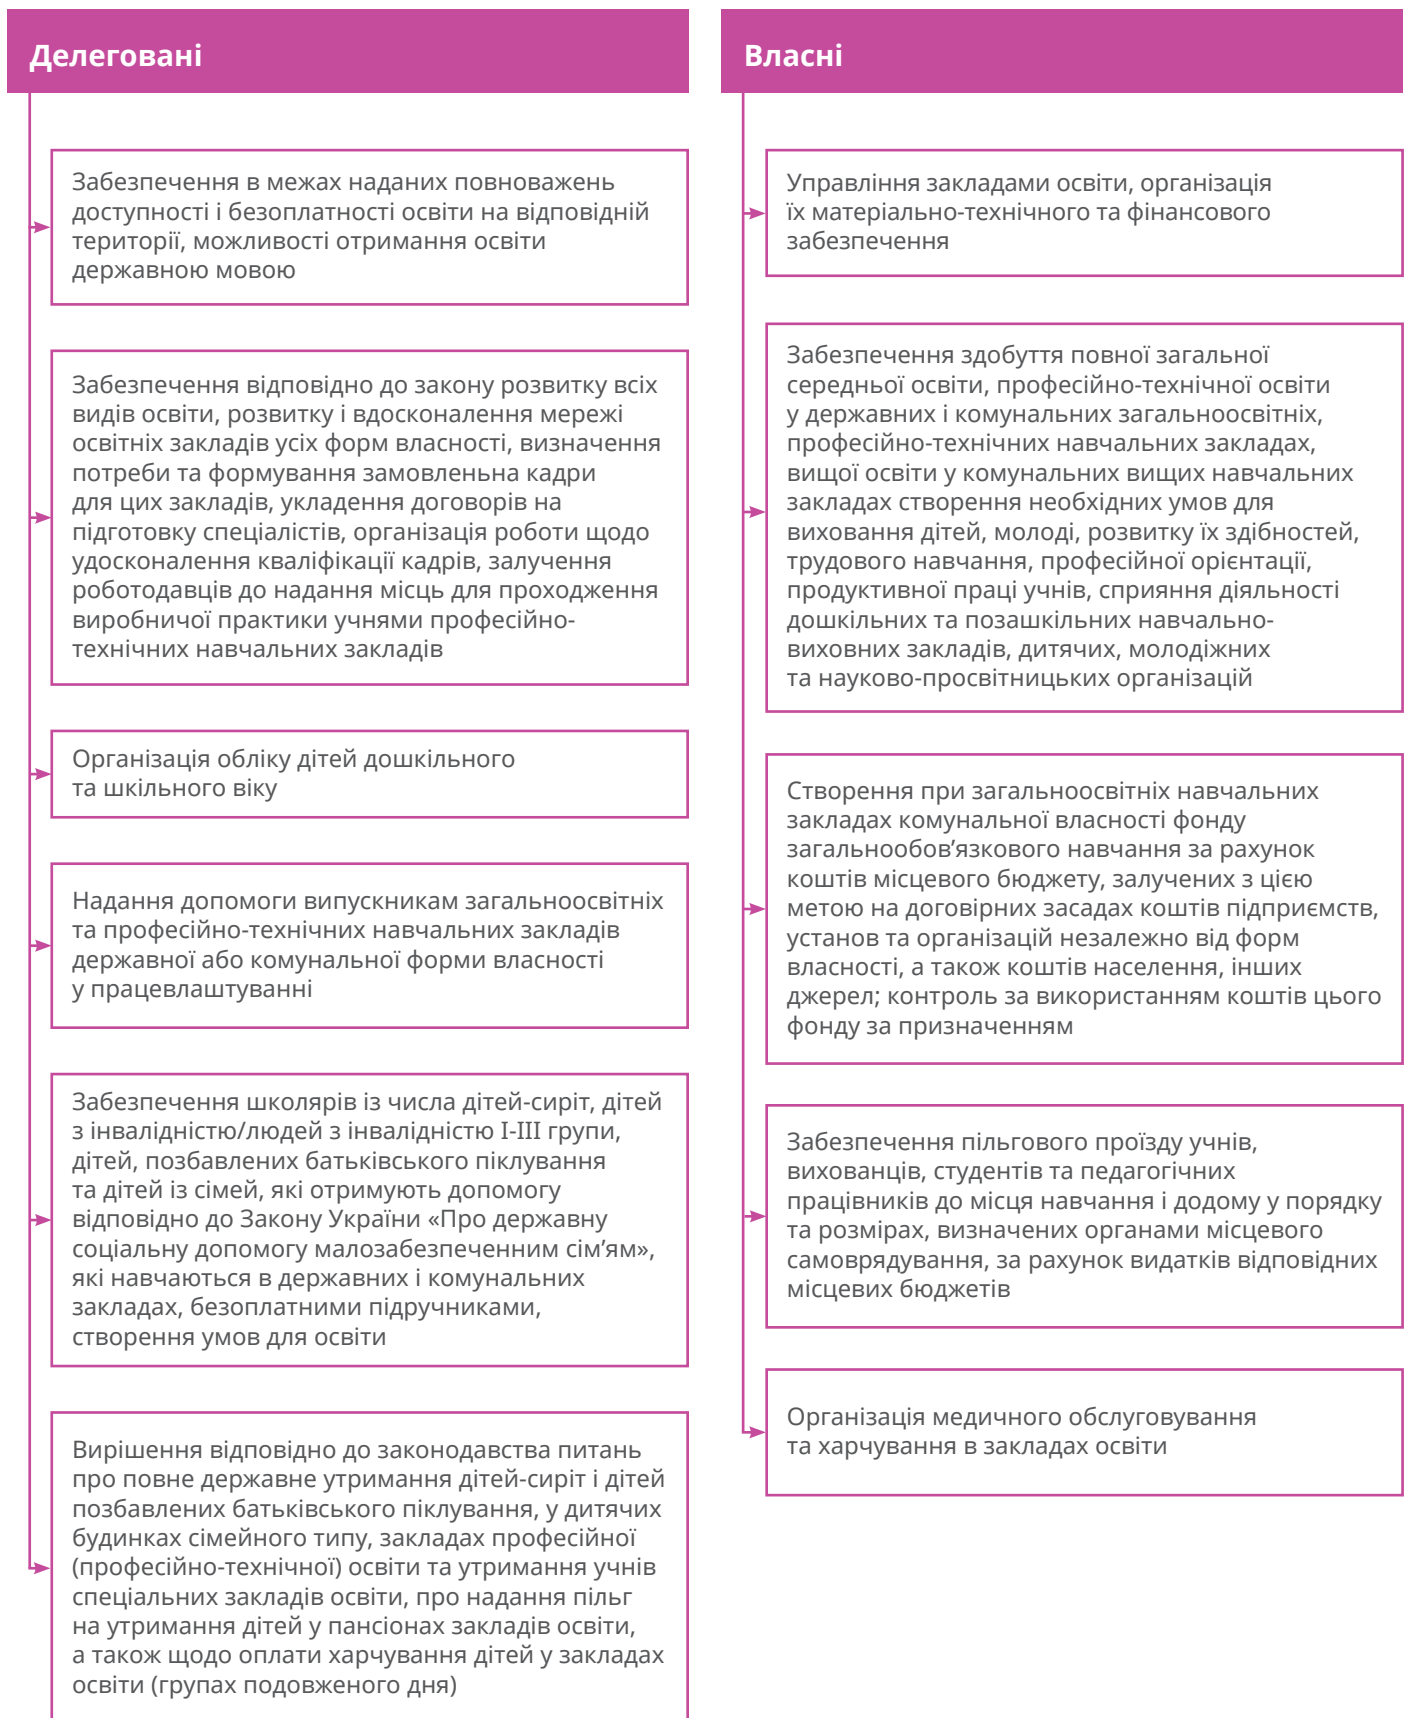 Делеговані
Забезпечення в межах наданих повноважень
доступності і безоплатності освіти на відповідній
території, можливості отримання освіти
державною мовою
Забезпечення відповідно до закону розвитку всіх
видів освіти, розвитку і вдосконалення мережі
освітніх закладів усіх форм власності, визначення
потреби та формування замовленьна кадри
для цих закладів, укладення договорів на
підготовку спеціалістів, організація роботи щодо
удосконалення кваліфікації кадрів, залучення
роботодавців до надання місць для проходження
виробничої практики учнями професійно-
технічних навчальних закладів
Організація обліку дітей дошкільного
та шкільного віку
Надання допомоги випускникам загальноосвітніх
та професійно-технічних навчальних закладів
державної або комунальної форми власності
у працевлаштуванні
Забезпечення школярів із числа дітей-сиріт, дітей
з інвалідністю/людей з інвалідністю I-III групи,
дітей, позбавлених батьківського піклування
та дітей із сімей, які отримують допомогу
відповідно до Закону України «Про державну
соціальну допомогу малозабезпеченним сім’ям»,
які навчаються в державних і комунальних
закладах, безоплатними підручниками,
створення умов для освіти
Вирішення відповідно до законодавства питань
про повне державне утримання дітей-сиріт і дітей
позбавлених батьківського піклування, у дитячих
будинках сімейного типу, закладах професійної
(професійно-технічної) освіти та утримання учнів
спеціальних закладів освіти, про надання пільг
на утримання дітей у пансіонах закладів освіти,
а також щодо оплати харчування дітей у закладах
освіти (групах подовженого дня)
Власні
Управління закладами освіти, організація
їх матеріально-технічного та фінансового
забезпечення
Забезпечення здобуття повної загальної
середньої освіти, професійно-технічної освіти
у державних і комунальних загальноосвітніх,
професійно-технічних навчальних закладах,
вищої освіти у комунальних вищих навчальних
закладах створення необхідних умов для
виховання дітей, молоді, розвитку їх здібностей,
трудового навчання, професійної орієнтації,
продуктивної праці учнів, сприяння діяльності
дошкільних та позашкільних навчально-
виховних закладів, дитячих, молодіжних
та науково-просвітницьких організацій
Створення при загальноосвітніх навчальних
закладах комунальної власності фонду
загальнообов’язкового навчання за рахунок
коштів місцевого бюджету, залучених з цією
метою на договірних засадах коштів підприємств,
установ та організацій незалежно від форм
власності, а також коштів населення, інших
джерел; контроль за використанням коштів цього
фонду за призначенням
Забезпечення пільгового проїзду учнів,
вихованців, студентів та педагогічних
працівників до місця навчання і додому у порядку
та розмірах, визначених органами місцевого
самоврядування, за рахунок видатків відповідних
місцевих бюджетів
Організація медичного обслуговування
та харчування в закладах освіти